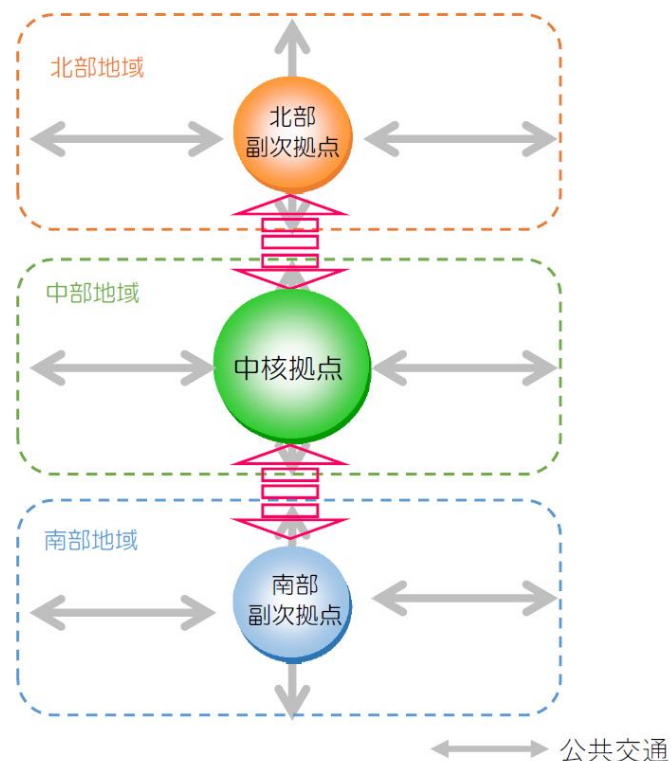 北部地域
北部
副次拠点
中部地域
中核拠点
南部地域
南部
副次拠点
公共交通